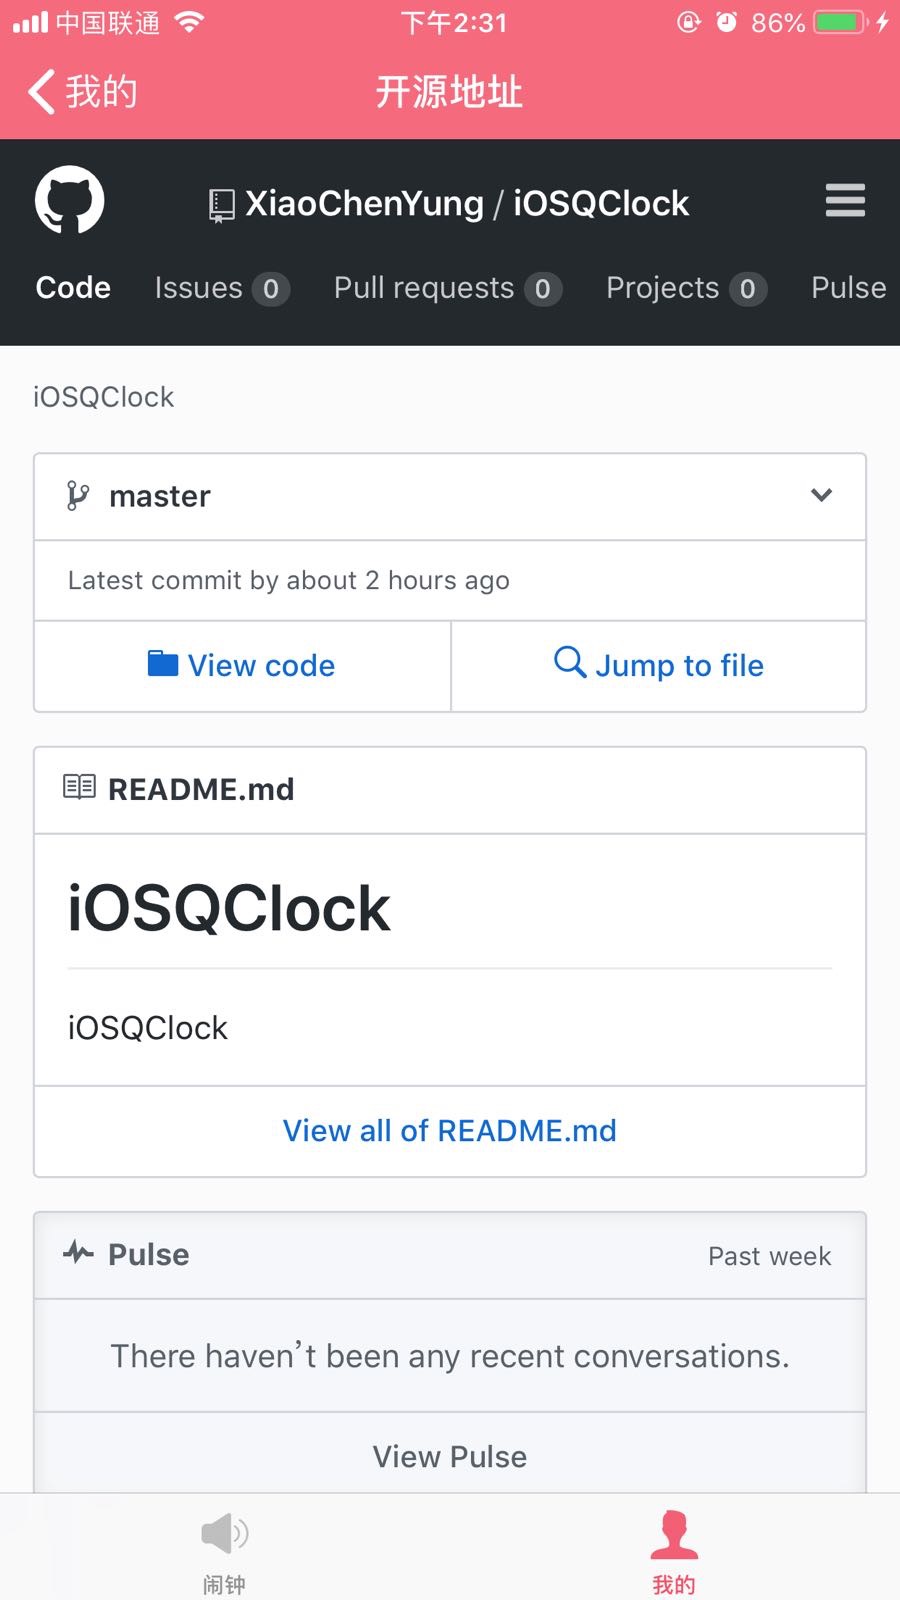 中国联通 下午2:31 86%
我的 开源地址
XiaoChenYung / iOSQClock
Code Issues 0 Pull requests 0 Projects 0 Pulse
iOSQClock
master
Latest commit by about 2 hours ago
View code Jump to file
README.md
iOSQClock
iOSQClock
View all of README.md
Pulse Past week
There haven’t been any recent conversations.
View Pulse
闹钟 我的